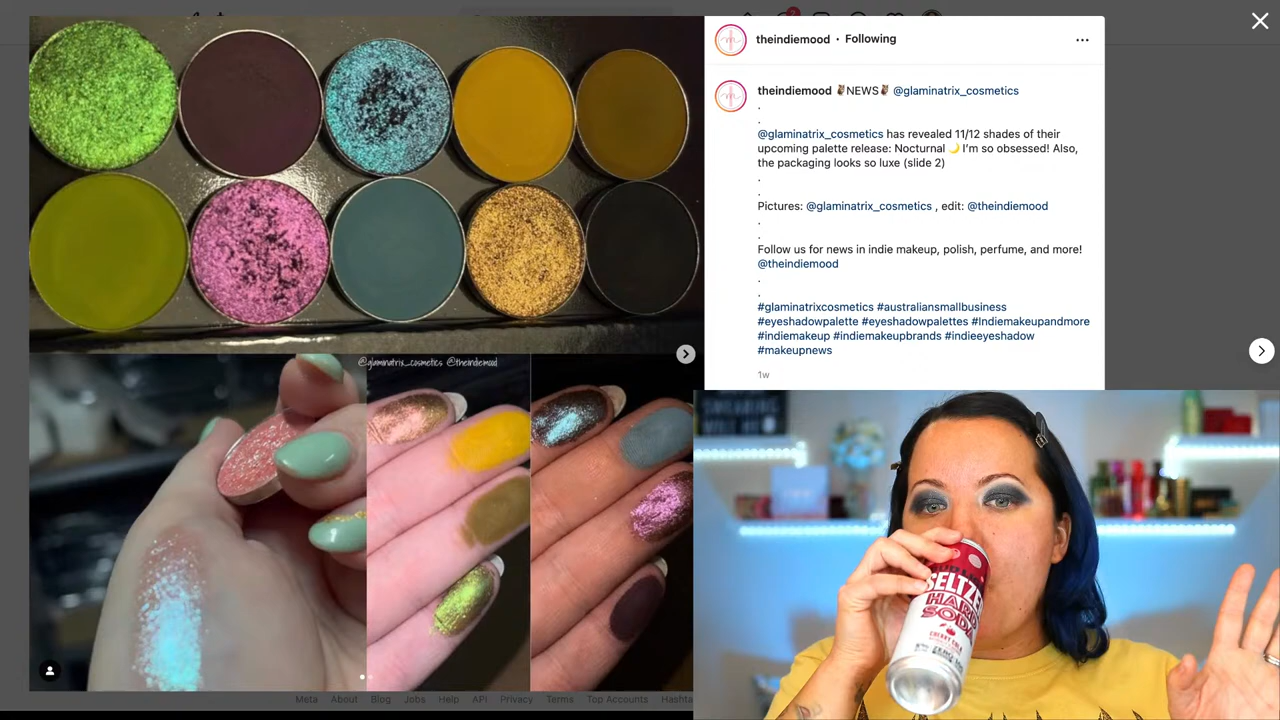 theindiemood • Following
theindiemood 🦉NEWS🦉 @glaminatrix_cosmetics
.
.
@glaminatrix_cosmetics has revealed 11/12 shades of their
upcoming palette release: Nocturnal 🌙 I'm so obsessed! Also,
the packaging looks so luxe (slide 2)
.
.
Pictures: @glaminatrix_cosmetics , edit: @theindiemood
.
.
Follow us for news in indie makeup, polish, perfume, and more!
@theindiemood
.
.
#glaminatrixcosmetics #australiansmallbusiness
#eyeshadowpalette #eyeshadowpalettes #Indiemakeupandmore
#indiemakeup #indiemakeupbrands #indieeyeshadow
#makeupnews
1w
@glaminatrix_cosmetics @theindiemood
SELTZER
HARD
SODA
CHERRY COLA
Meta About Blog Jobs Help API Privacy Terms Top Accounts Hashta